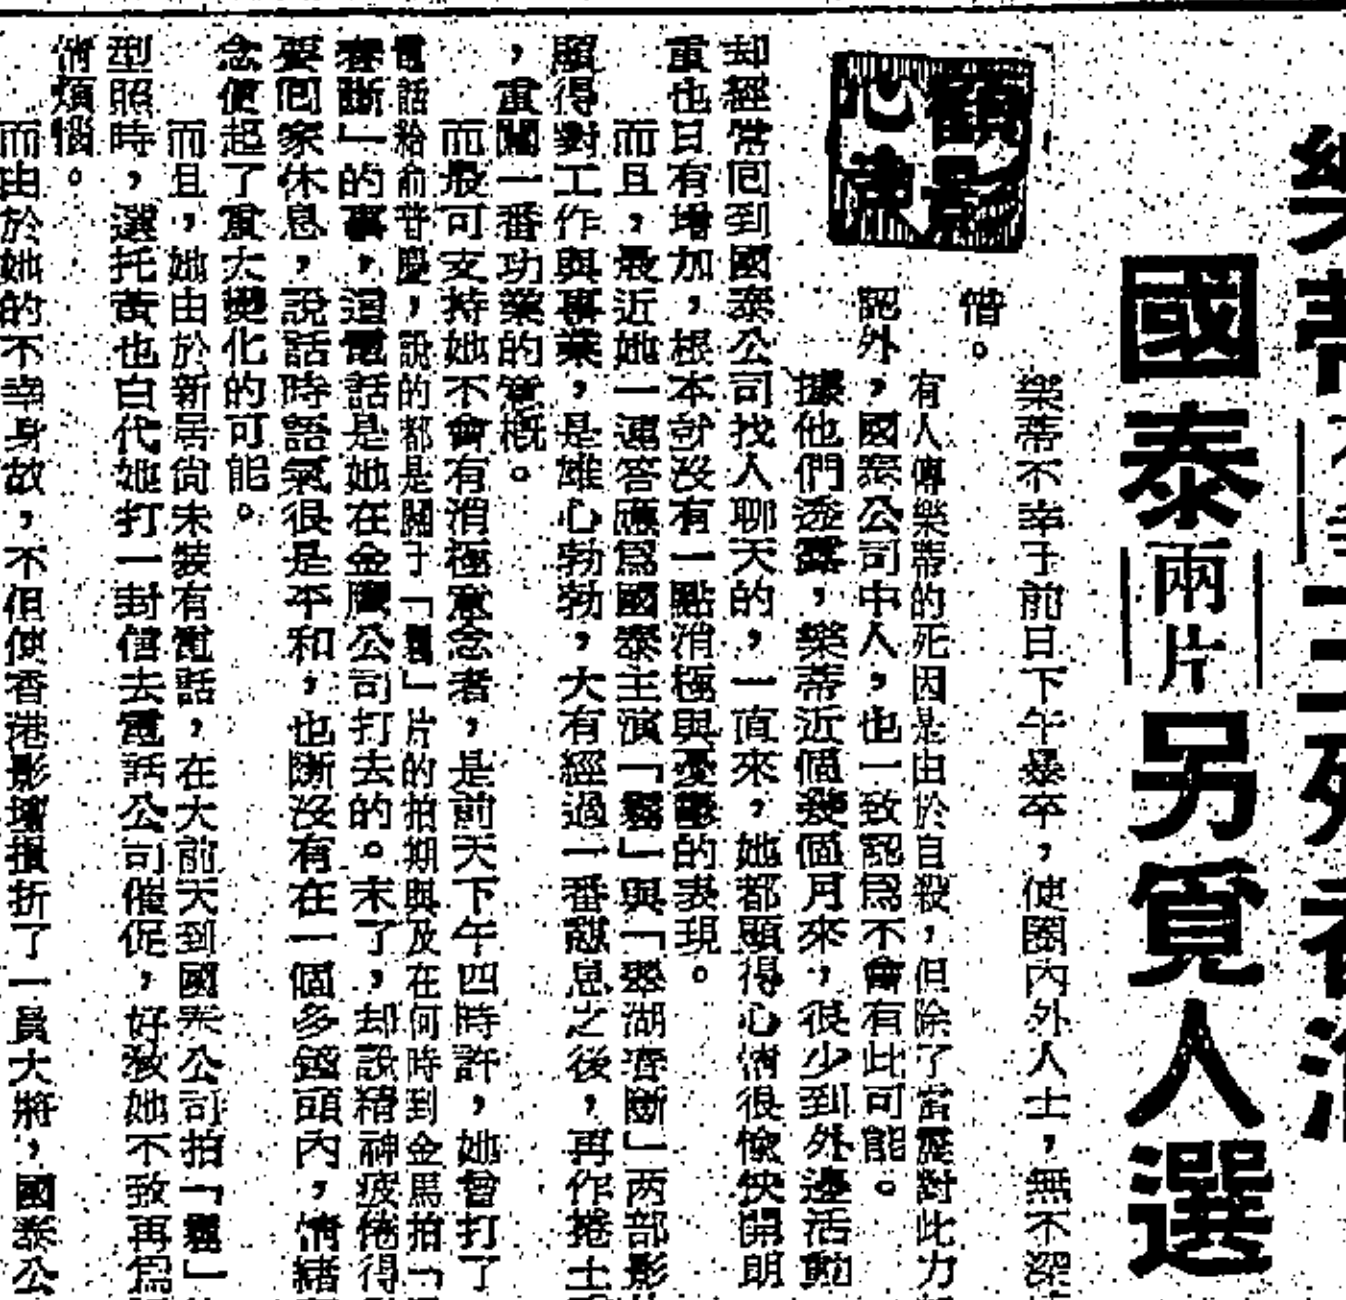 國泰兩片另覓人選
樂蒂不幸于前日下午暴卒，使圈內外人士，無不深
惜。
有人傳樂蒂的死因是由於自殺，但除了雷震對此力
認外，國泰公司中人，也一致認爲不會有此可能。
據他們透露，樂蒂近個幾個月來，很少到外邊活動
却經常囘到國泰公司找人聊天的，一直來，她都顯得心情很愉快開朗
重也日有增加，根本就沒有一點消極與憂鬱的表現。
而且，最近她一連答應爲國泰主演「」與「翠湖春斷」两部影
顯得對工作與事業，是雄心勃勃，大有經過一番憩息之後，再作捲土
，重闖一番功業的氣概。
而最可支持她不會有消極意念者，是前天下午四時許，她曾打了
電話給俞普慶，說的都是關于「」片的拍期與及在何時到金馬拍「
春斷」的事，這電話是她在金鷹公司打去的。末了，却說精神疲倦得
要囘家休息，說話時語氣很是平和，也斷沒有在一個多鐘頭內，情緒
念便起了重大變化的可能。
而且，她由於新居尙未裝有電話，在大前天到國泰公司拍「」
型照時，還托黃也白代她打一封信去電話公司催促，好教她不致再爲
情煩惱。
而由於她的不幸身故，不但使香港影壇損折了一員大將，國泰公